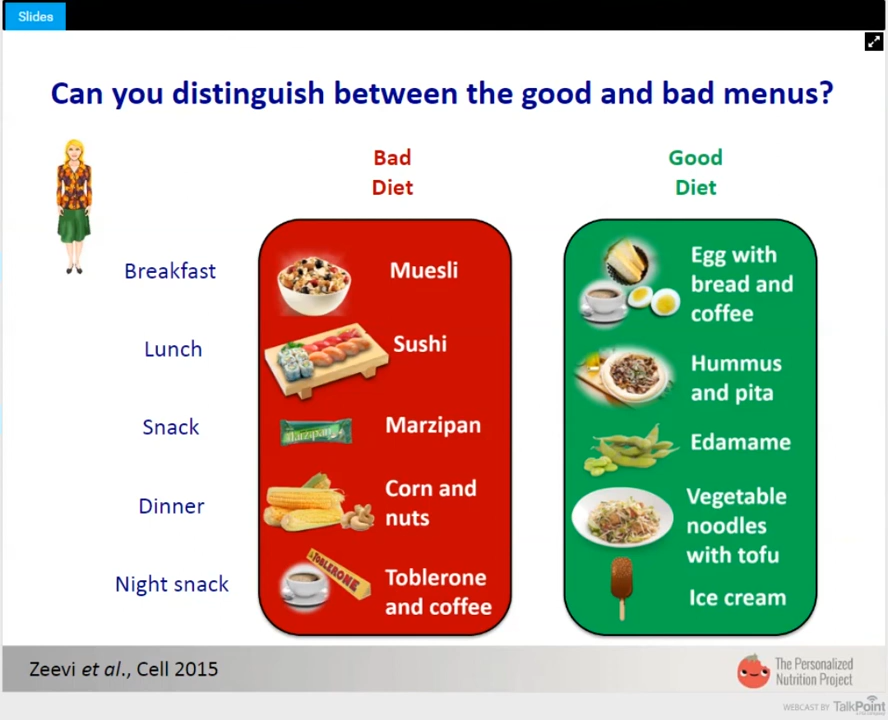 Slides
Can you distinguish between the good and bad menus?
Bad
Diet
Good
Diet
Breakfast
Muesli
Egg with
bread and
coffee
Lunch
Sushi
Hummus
and pita
Snack
Marzipan
Marzipan
Edamame
Dinner
Corn and
nuts
Vegetable
noodles
with tofu
Night snack
TOBLERONE
Toblerone
and coffee
Ice cream
Zeevi et al., Cell 2015
The Personalized
Nutrition Project
WEBCAST BY TalkPoint